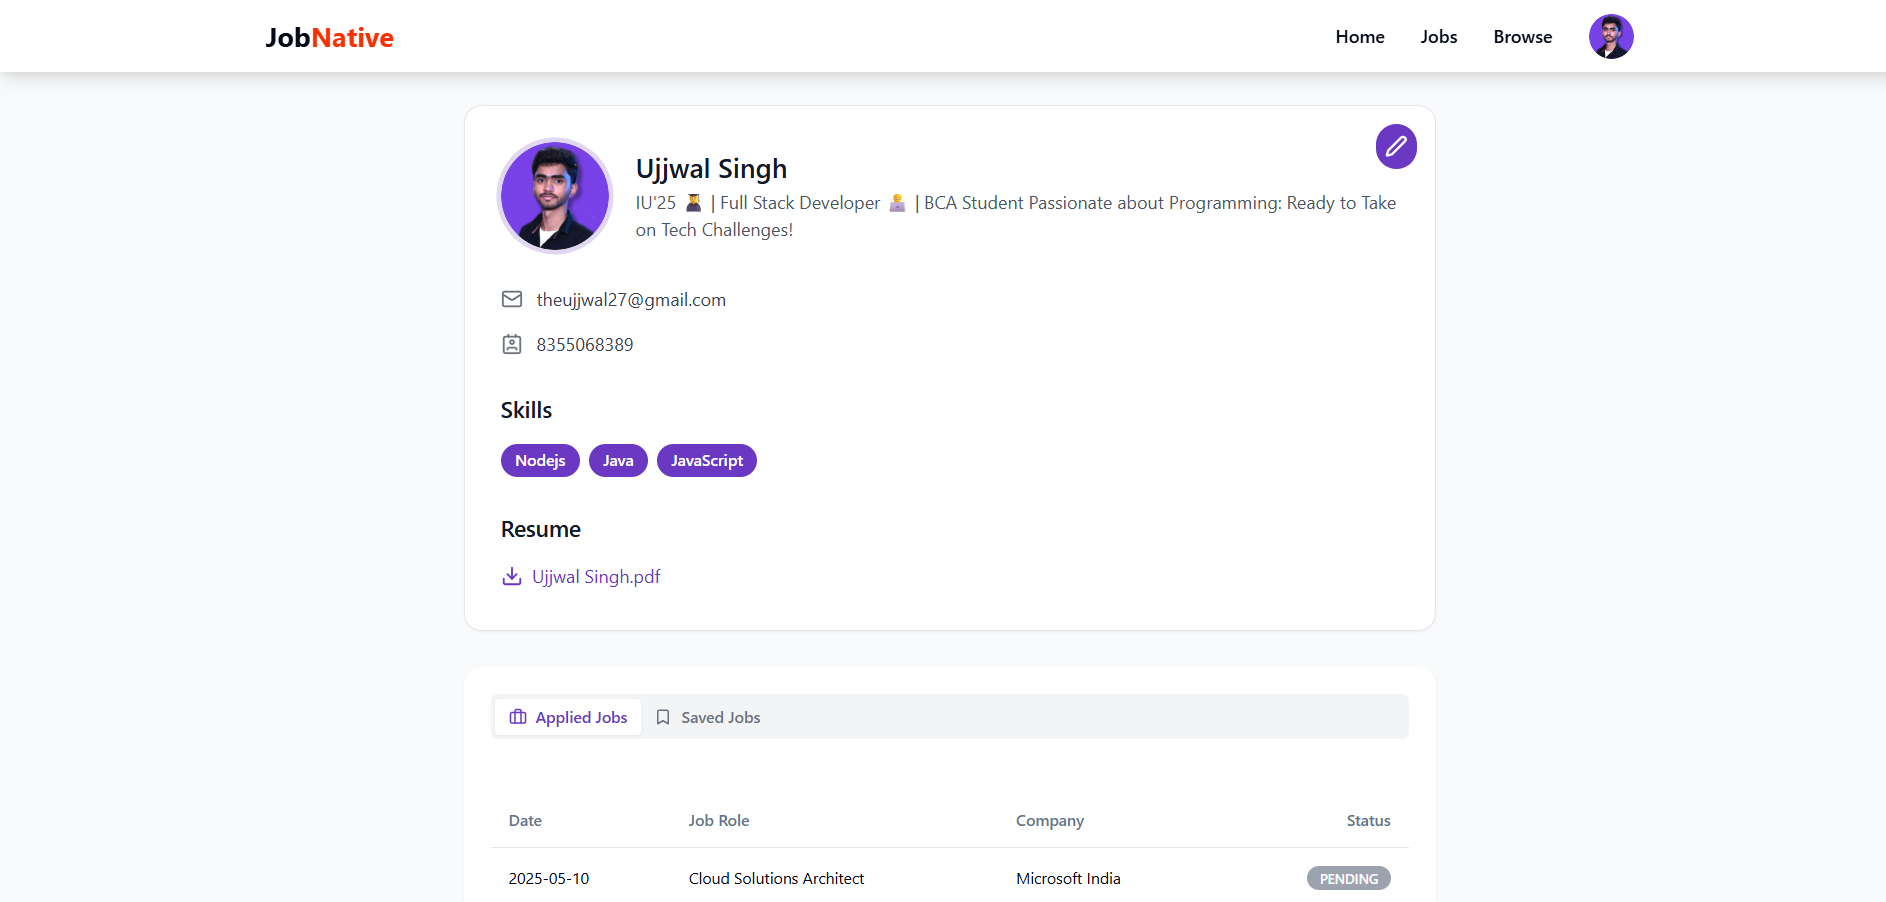 JobNative
Home Jobs Browse
Ujjwal Singh
IU'25 👨‍🎓 | Full Stack Developer 👨‍💻 | BCA Student Passionate about Programming: Ready to Take
on Tech Challenges!
theujjwal27@gmail.com
8355068389
Skills
Nodejs Java JavaScript
Resume
Ujjwal Singh.pdf
Applied Jobs Saved Jobs
Date Job Role Company Status
2025-05-10 Cloud Solutions Architect Microsoft India PENDING